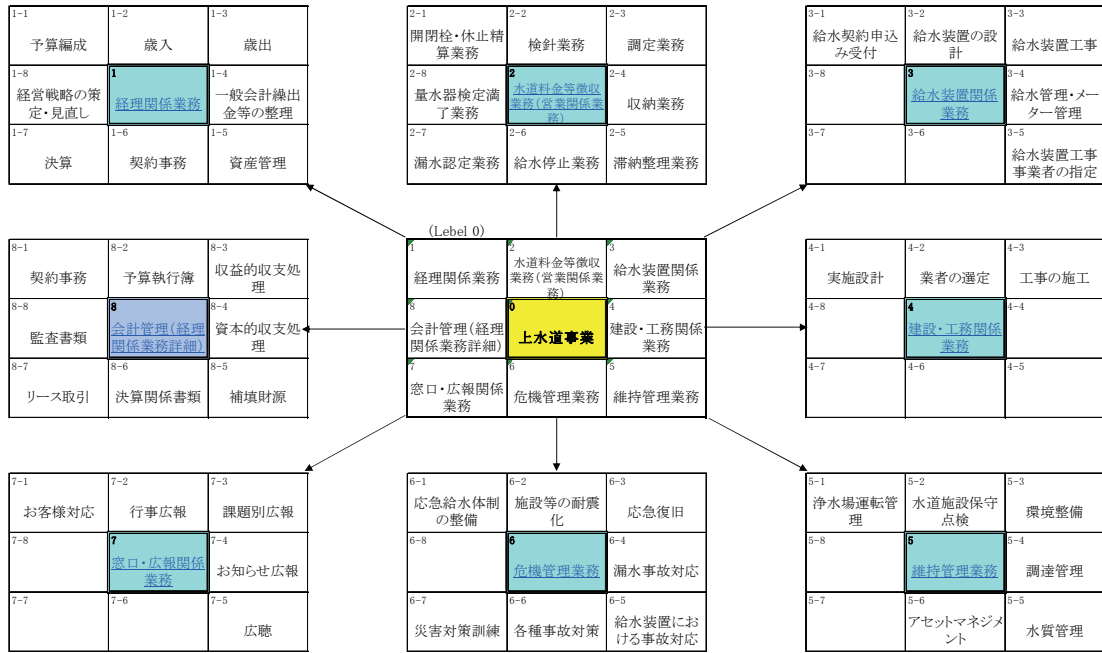 1-1
1-2
1-3
予算編成
歳入
歳出
1-8
1
1-4
経営戦略の策
定・見直し
経理関係業務
一般会計繰出
金等の整理
1-7
1-6
1-5
決算
契約事務
資産管理
2-1
2-2
2-3
開閉栓・休止精
算業務
検針業務
調定業務
2-8
2
2-4
量水器検定満
了業務
水道料金等徴収
業務(営業関係業
務)
収納業務
2-7
2-6
2-5
漏水認定業務
給水停止業務
滞納整理業務
3-1
3-2
3-3
給水契約申込
み受付
給水装置の設
計
給水装置工事
3-8
3
3-4
給水装置関係
業務
給水管理・メー
ター管理
3-7
3-6
3-5
給水装置工事
事業者の指定
8-1
8-2
8-3
契約事務
予算執行簿
収益的収支処
理
8-8
8
8-4
監査書類
会計管理(経理
関係業務詳細)
資本的収支処
理
8-7
8-6
8-5
リース取引
決算関係書類
補填財源
(Lebel 0)
1
2
3
経理関係業務
水道料金等徴収
業務(営業関係業
務)
給水装置関係
業務
8
0
4
会計管理(経理
関係業務詳細)
上水道事業
建設・工務関係
業務
7
6
5
窓口・広報関係
業務
危機管理業務
維持管理業務
4-1
4-2
4-3
実施設計
業者の選定
工事の施工
4-8
4
4-4
建設・工務関係
業務
4-7
4-6
4-5
7-1
7-2
7-3
お客様対応
行事広報
課題別広報
7-8
7
7-4
窓口・広報関係
業務
お知らせ広報
7-7
7-6
7-5
広聴
6-1
6-2
6-3
応急給水体制
の整備
施設等の耐震
化
応急復旧
6-8
6
6-4
危機管理業務
漏水事故対応
6-7
6-6
6-5
災害対策訓練
各種事故対策
給水装置にお
ける事故対応
5-1
5-2
5-3
浄水場運転管
理
水道施設保守
点検
環境整備
5-8
5
5-4
維持管理業務
調達管理
5-7
5-6
5-5
アセットマネジメ
ント
水質管理